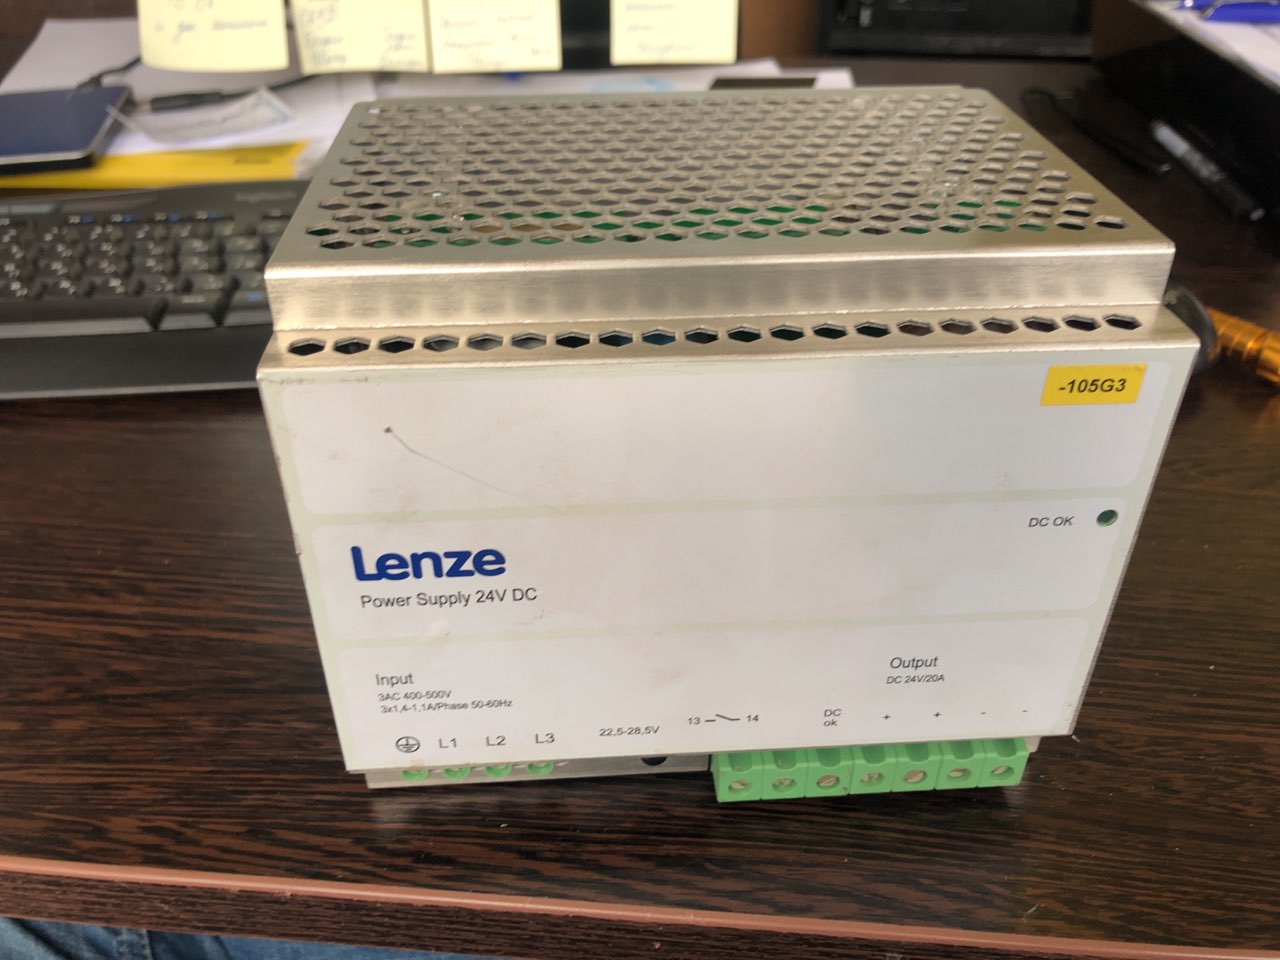 -105G3
DC OK
Lenze
Power Supply 24V DC
Input
3AC 400-500V
3x1,4-1,1A/Phase 50-60Hz
L1 L2 L3
22,5-28,5V
13 14
Output
DC 24V/20A
DC
ok
+ + - -